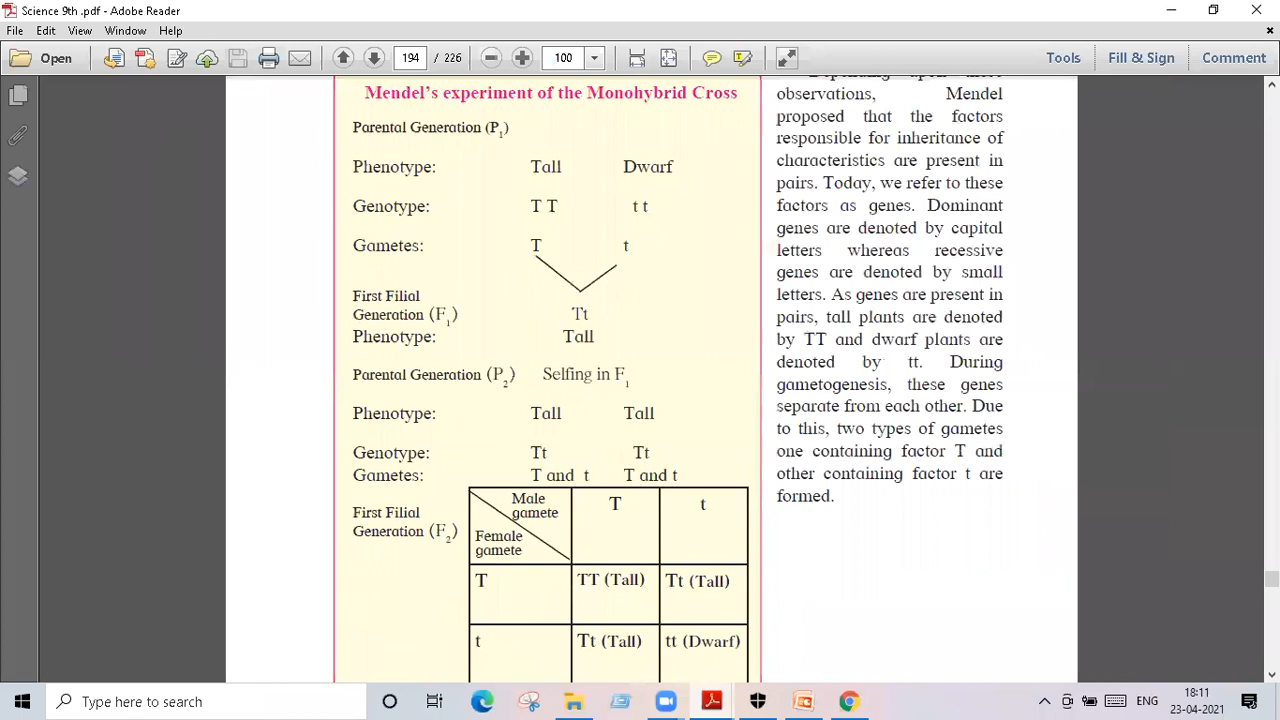 Science 9th .pdf - Adobe Reader
File Edit View Window Help
Open 194 / 226 100 Tools Fill & Sign Comment
Mendel's experiment of the Monohybrid Cross
Parental Generation (P1)
Phenotype: Tall Dwarf
Genotype: T T t t
Gametes: T t
First Filial
Generation (F1) Tt
Phenotype: Tall
Parental Generation (P2) Selfing in F1
Phenotype: Tall Tall
Genotype: Tt Tt
Gametes: T and t T and t
First Filial
Generation (F2)
Male
gamete
Female
gamete
T t
T TT (Tall) Tt (Tall)
t Tt (Tall) tt (Dwarf)
observations, Mendel
proposed that the factors
responsible for inheritance of
characteristics are present in
pairs. Today, we refer to these
factors as genes. Dominant
genes are denoted by capital
letters whereas recessive
genes are denoted by small
letters. As genes are present in
pairs, tall plants are denoted
by TT and dwarf plants are
denoted by tt. During
gametogenesis, these genes
separate from each other. Due
to this, two types of gametes
one containing factor T and
other containing factor t are
formed.
Type here to search
ENG
18:11
23-04-2021